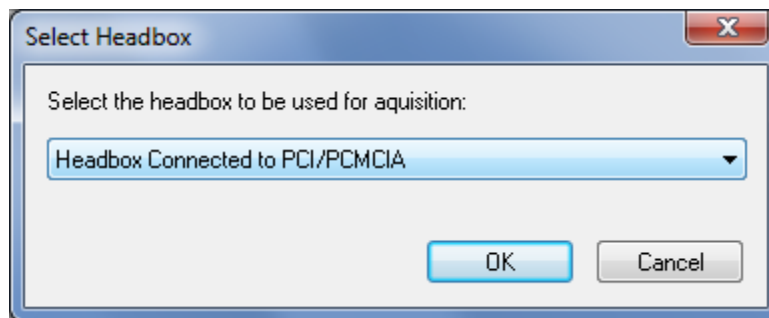 Select Headbox
Select the headbox to be used for aquisition:
Headbox Connected to PCI/PCMCIA
OK Cancel